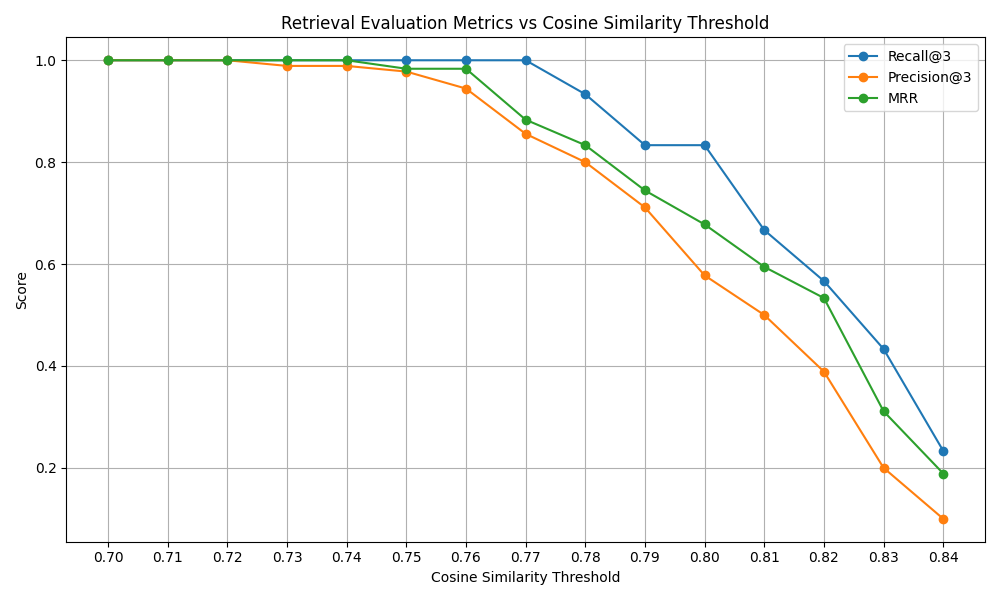 Retrieval Evaluation Metrics vs Cosine Similarity Threshold
Recall@3
Precision@3
MRR
Score
1.0
0.8
0.6
0.4
0.2
0.70 0.71 0.72 0.73 0.74 0.75 0.76 0.77 0.78 0.79 0.80 0.81 0.82 0.83 0.84
Cosine Similarity Threshold